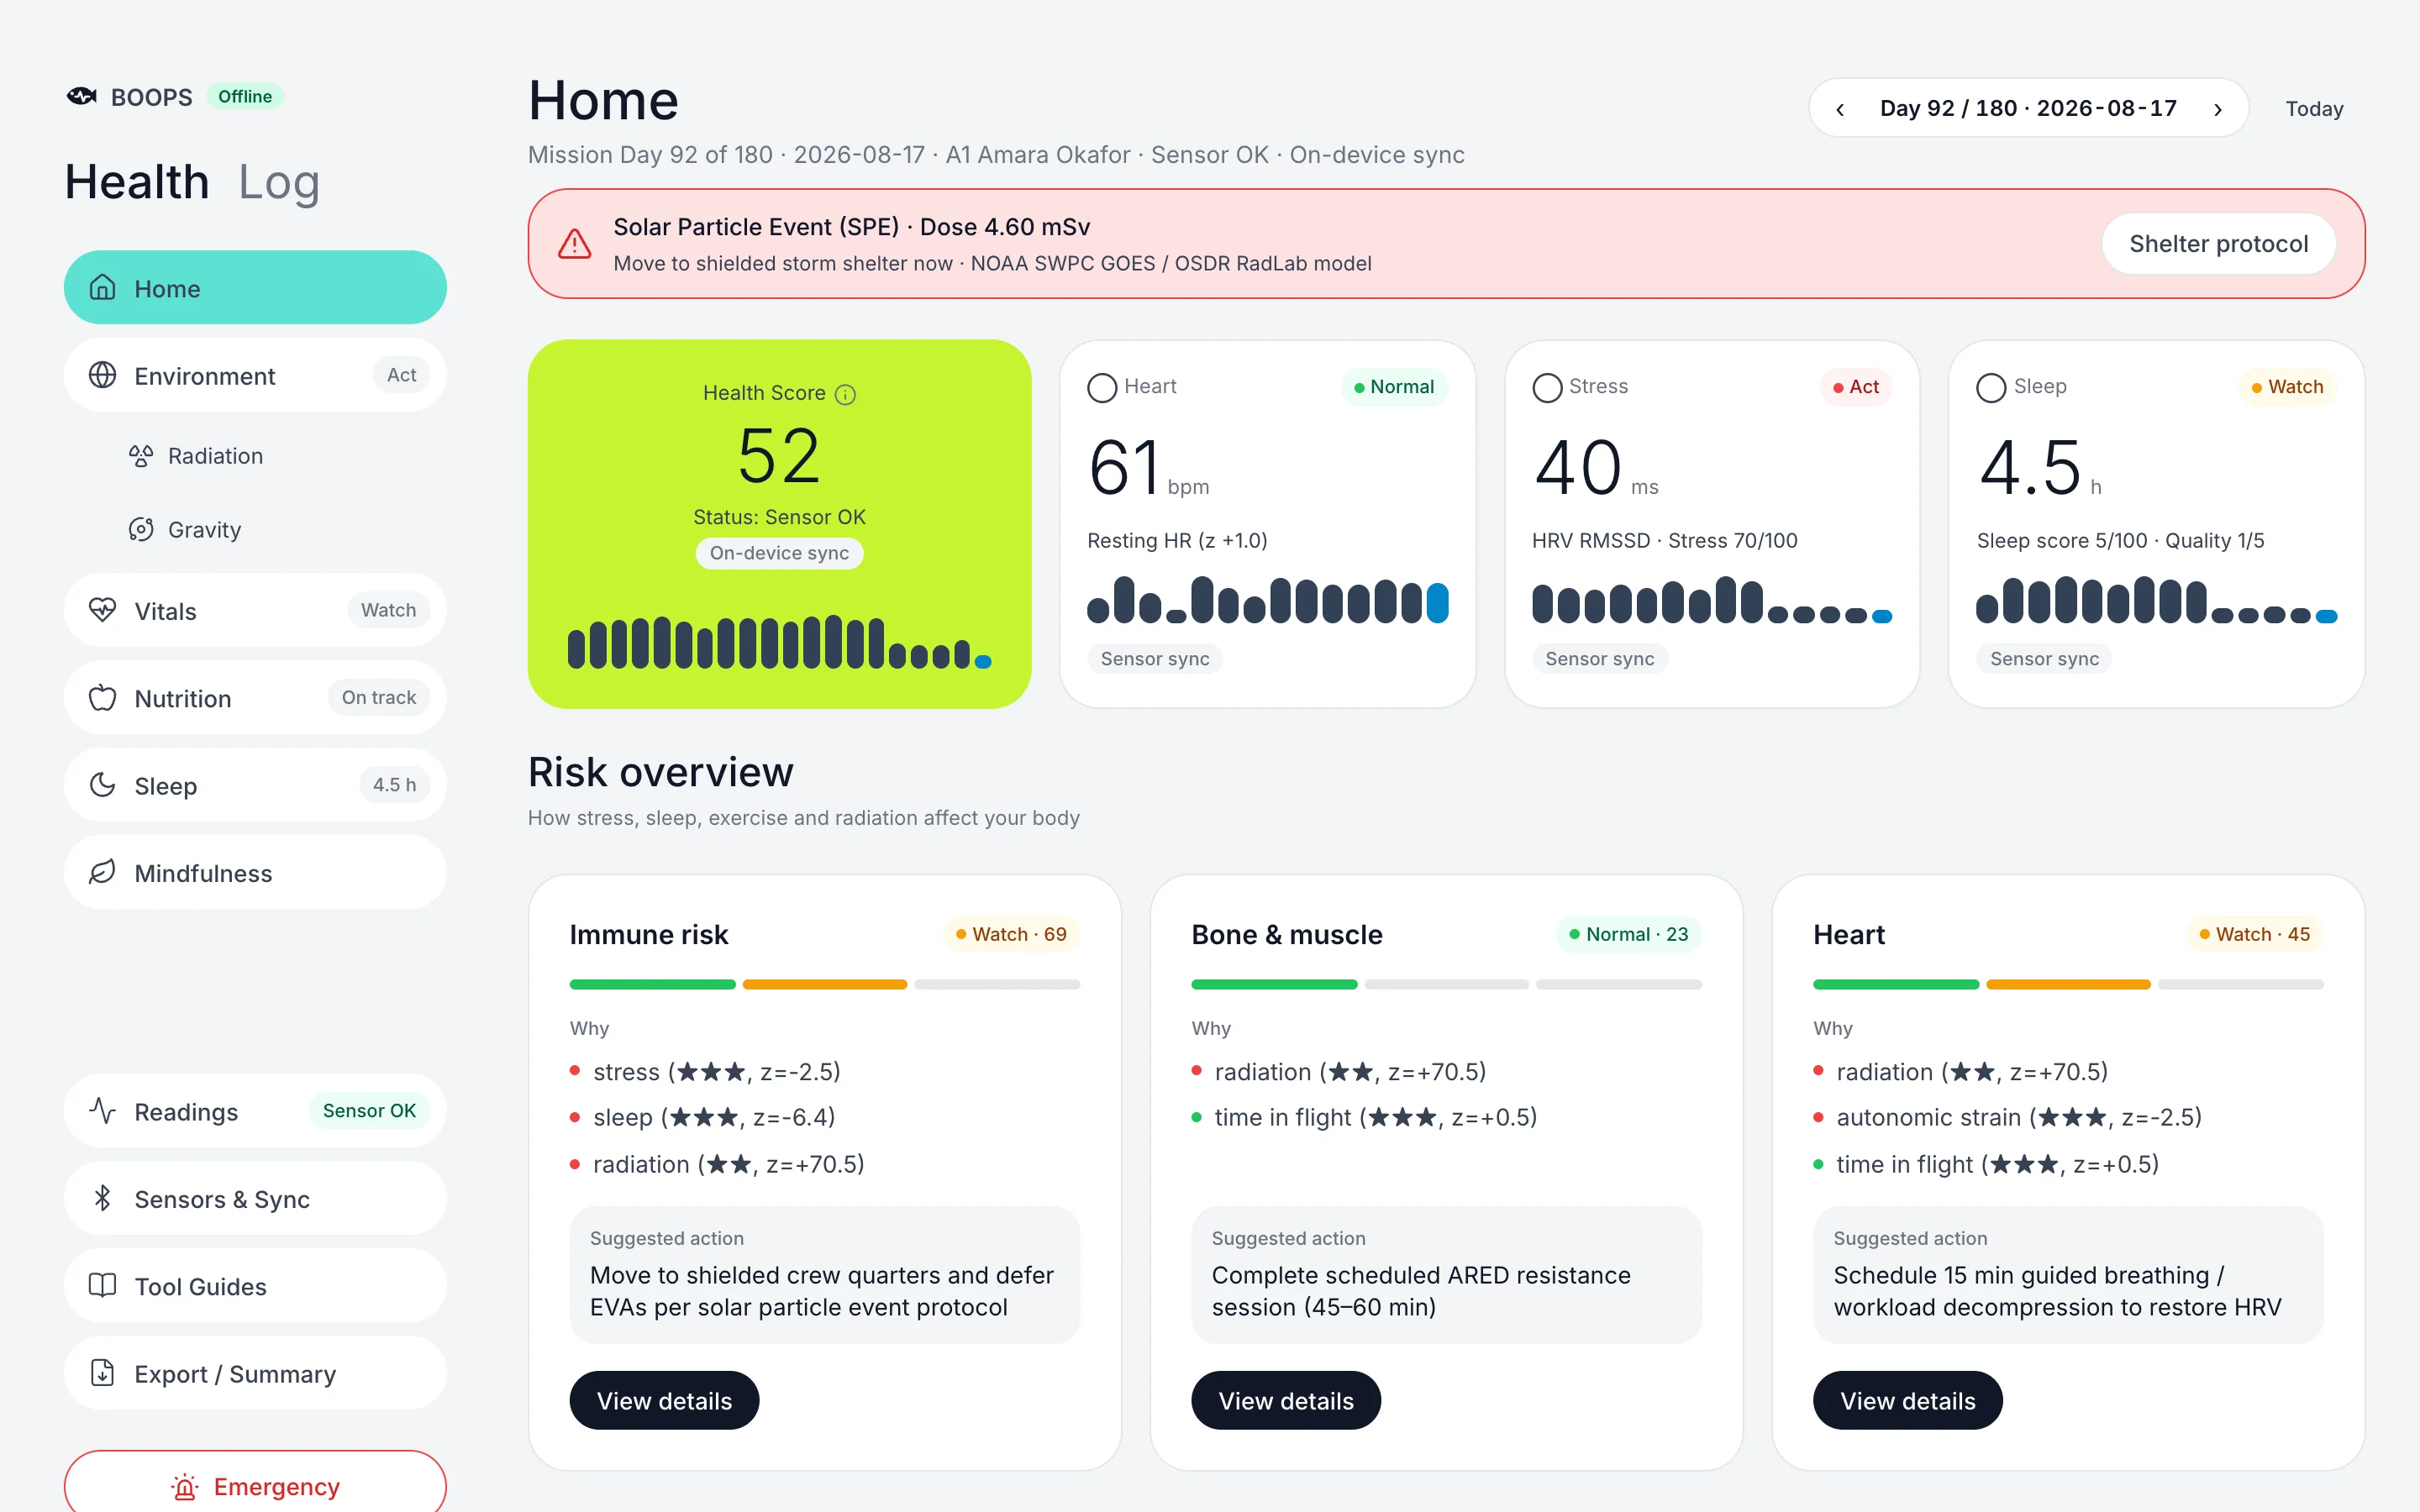 BOOPS Offline
Health Log
Home
Environment Act
Radiation
Gravity
Vitals Watch
Nutrition On track
Sleep 4.5 h
Mindfulness
Readings Sensor OK
Sensors & Sync
Tool Guides
Export / Summary
Emergency
Home
‹ Day 92 / 180 · 2026-08-17 › Today
Mission Day 92 of 180 · 2026-08-17 · A1 Amara Okafor · Sensor OK · On-device sync
Solar Particle Event (SPE) · Dose 4.60 mSv
Move to shielded storm shelter now · NOAA SWPC GOES / OSDR RadLab model
Shelter protocol
Health Score
52
Status: Sensor OK
On-device sync
Heart Normal
61 bpm
Resting HR (z +1.0)
Sensor sync
Stress Act
40 ms
HRV RMSSD · Stress 70/100
Sensor sync
Sleep Watch
4.5 h
Sleep score 5/100 · Quality 1/5
Sensor sync
Risk overview
How stress, sleep, exercise and radiation affect your body
Immune risk Watch · 69
Why
stress (★★★, z=-2.5)
sleep (★★★, z=-6.4)
radiation (★★, z=+70.5)
Suggested action
Move to shielded crew quarters and defer
EVAs per solar particle event protocol
View details
Bone & muscle Normal · 23
Why
radiation (★★, z=+70.5)
time in flight (★★★, z=+0.5)
Suggested action
Complete scheduled ARED resistance
session (45–60 min)
View details
Heart Watch · 45
Why
radiation (★★, z=+70.5)
autonomic strain (★★★, z=-2.5)
time in flight (★★★, z=+0.5)
Suggested action
Schedule 15 min guided breathing /
workload decompression to restore HRV
View details